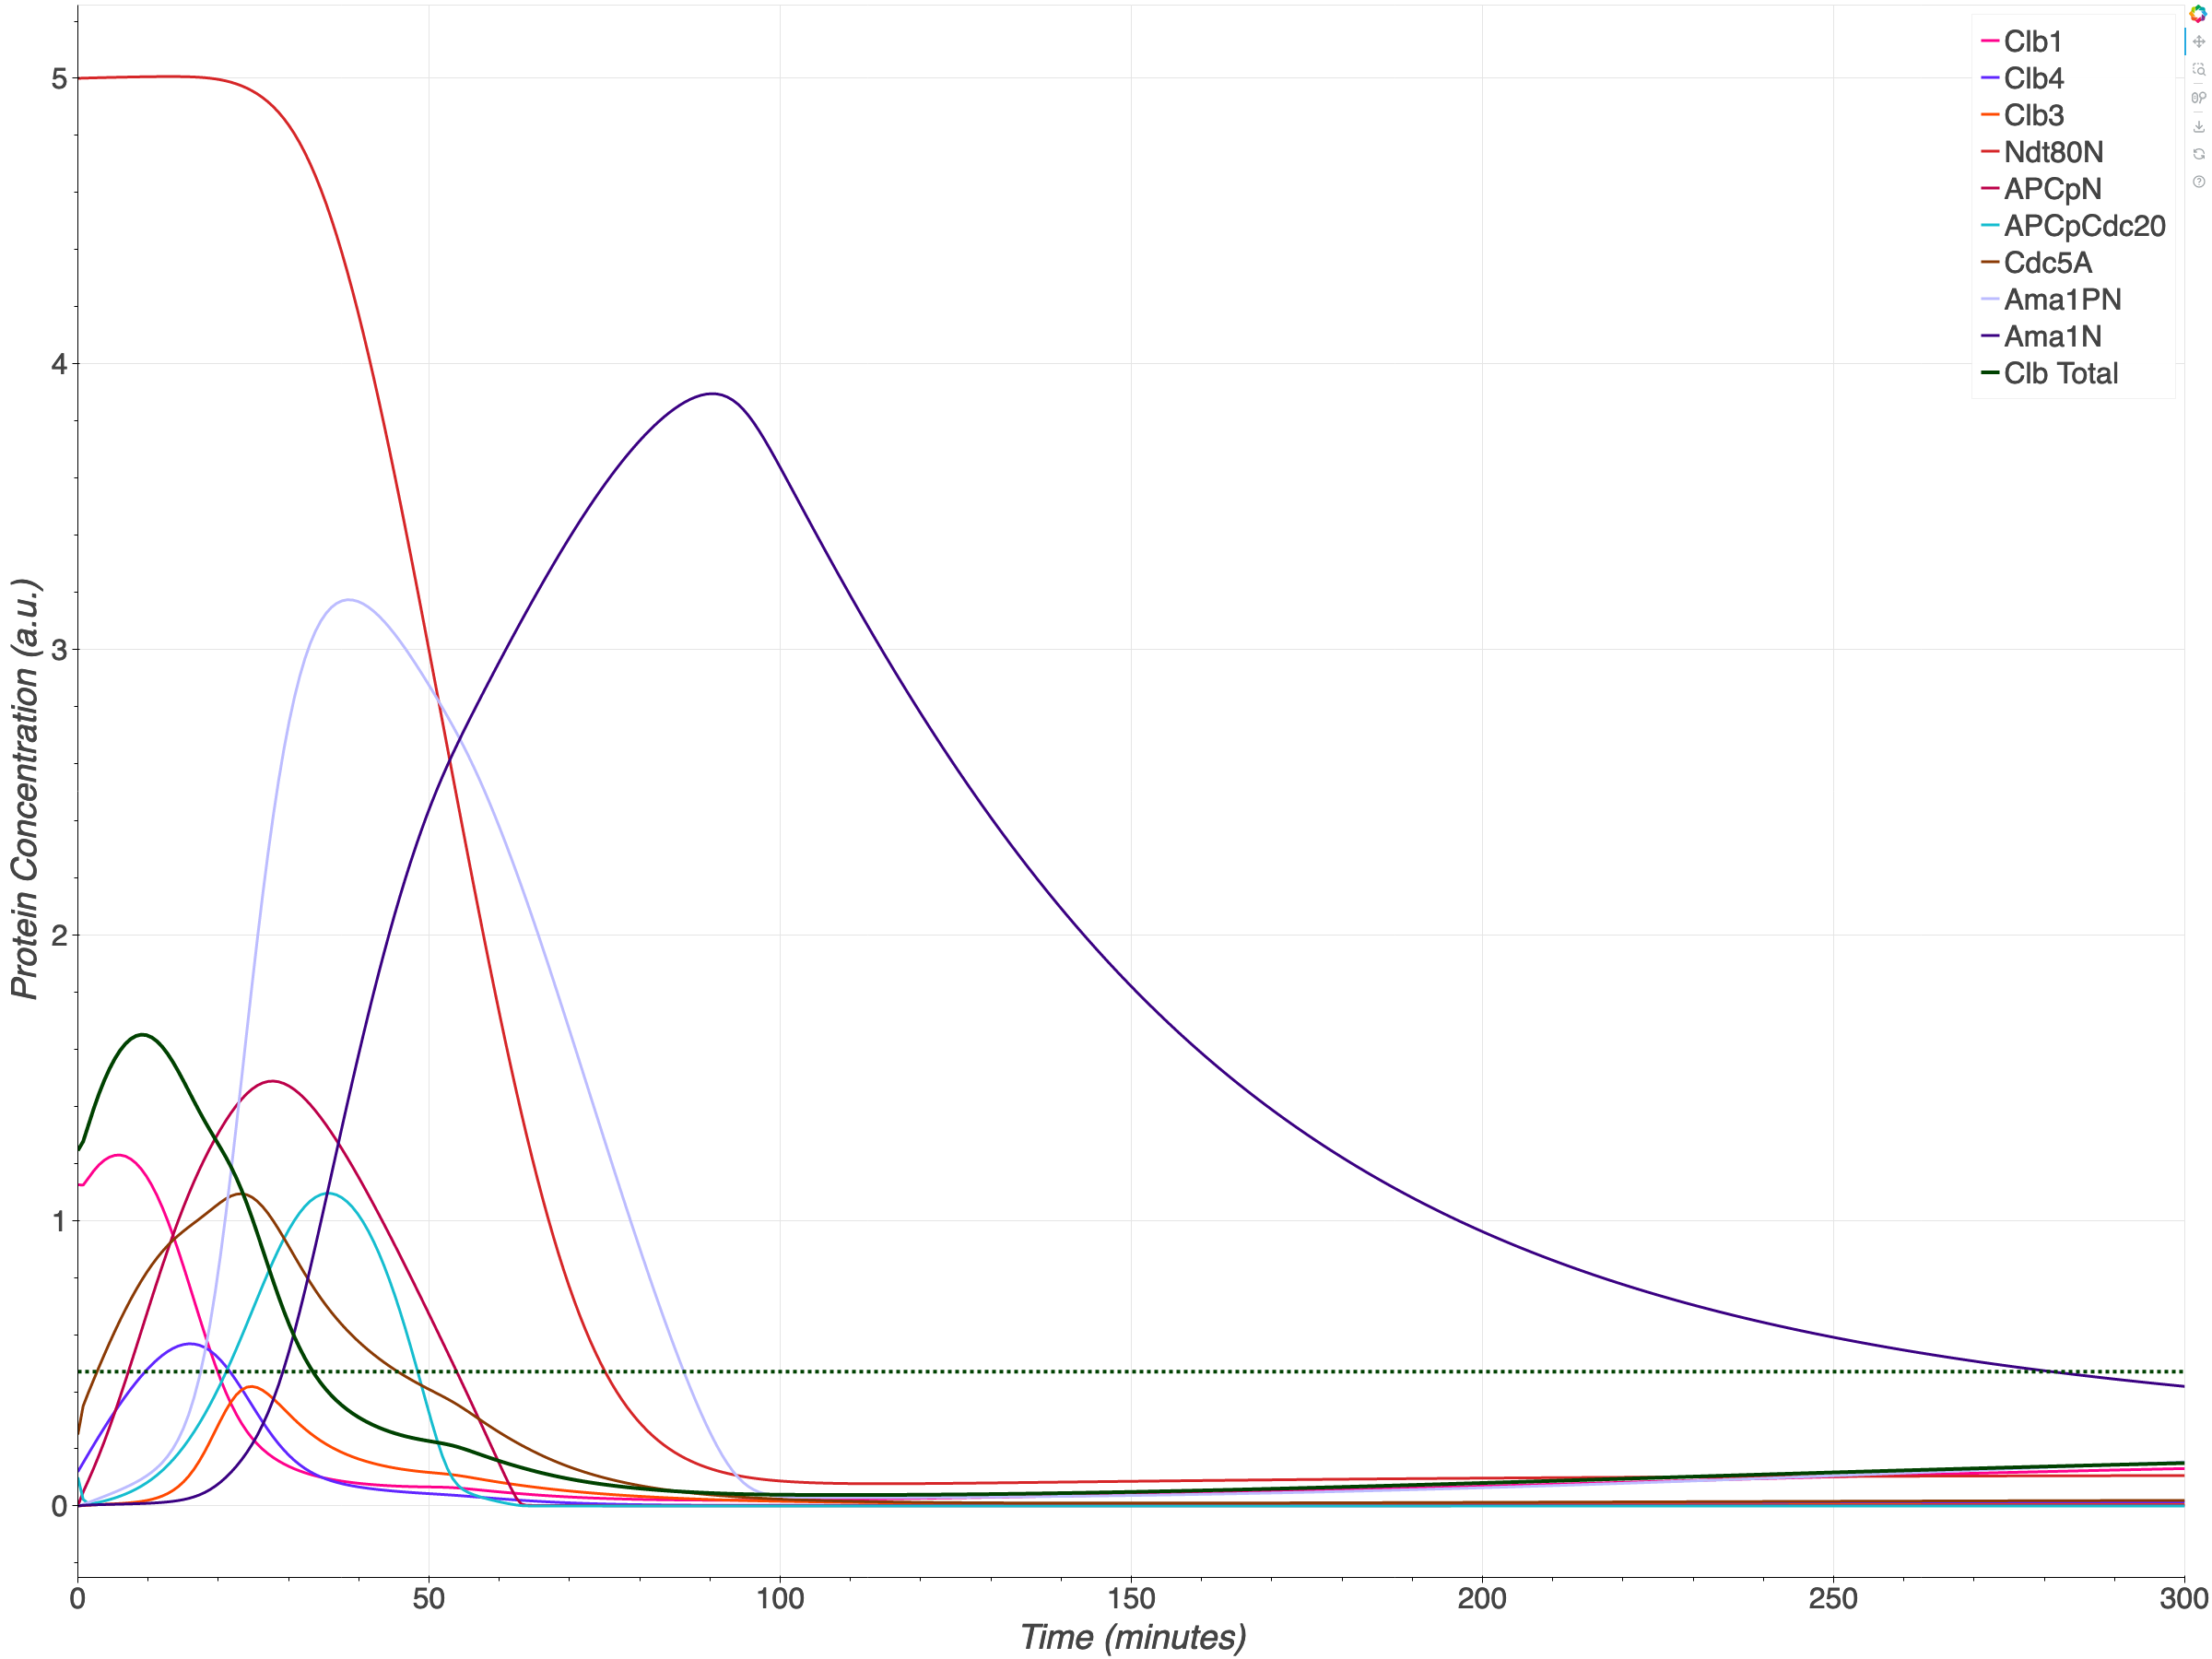 Clb1
Clb4
Clb3
Ndt80N
APCpN
APCpCdc20
Cdc5A
Ama1PN
Ama1N
Clb Total
5
4
3
2
1
0
Protein Concentration (a.u.)
0 50 100 150 200 250 300
Time (minutes)